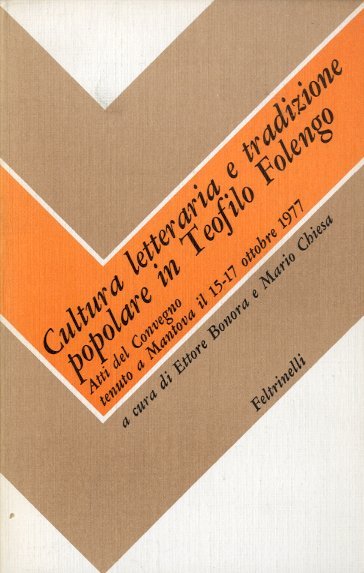 Cultura letteraria e tradizione
popolare in Teofilo Folengo
Atti del Convegno
tenuto a Mantova il 15-17 ottobre 1977
a cura di Ettore Bonora e Mario Chiesa
Feltrinelli